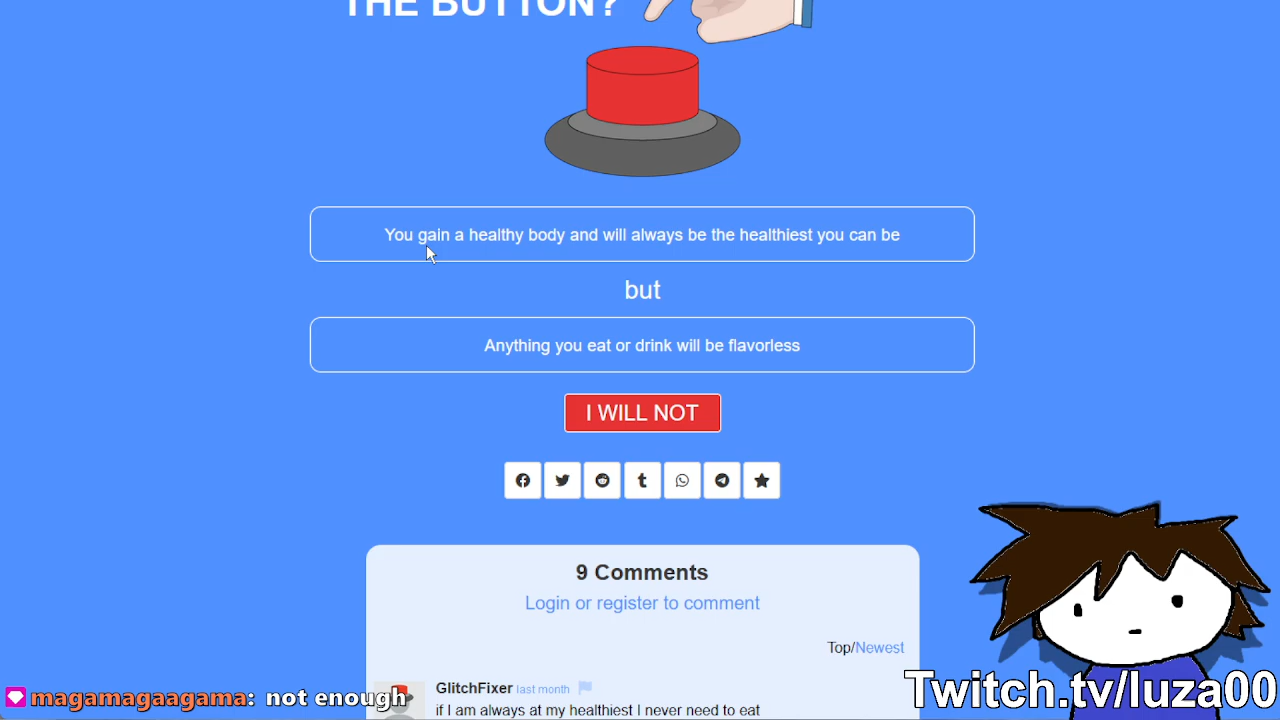 THE BUTTON?
You gain a healthy body and will always be the healthiest you can be
but
Anything you eat or drink will be flavorless
I WILL NOT
9 Comments
Login or register to comment
Top/Newest
GlitchFixer last month
if I am always at my healthiest I never need to eat
magamagaagama: not enough
Twitch.tv/luza00